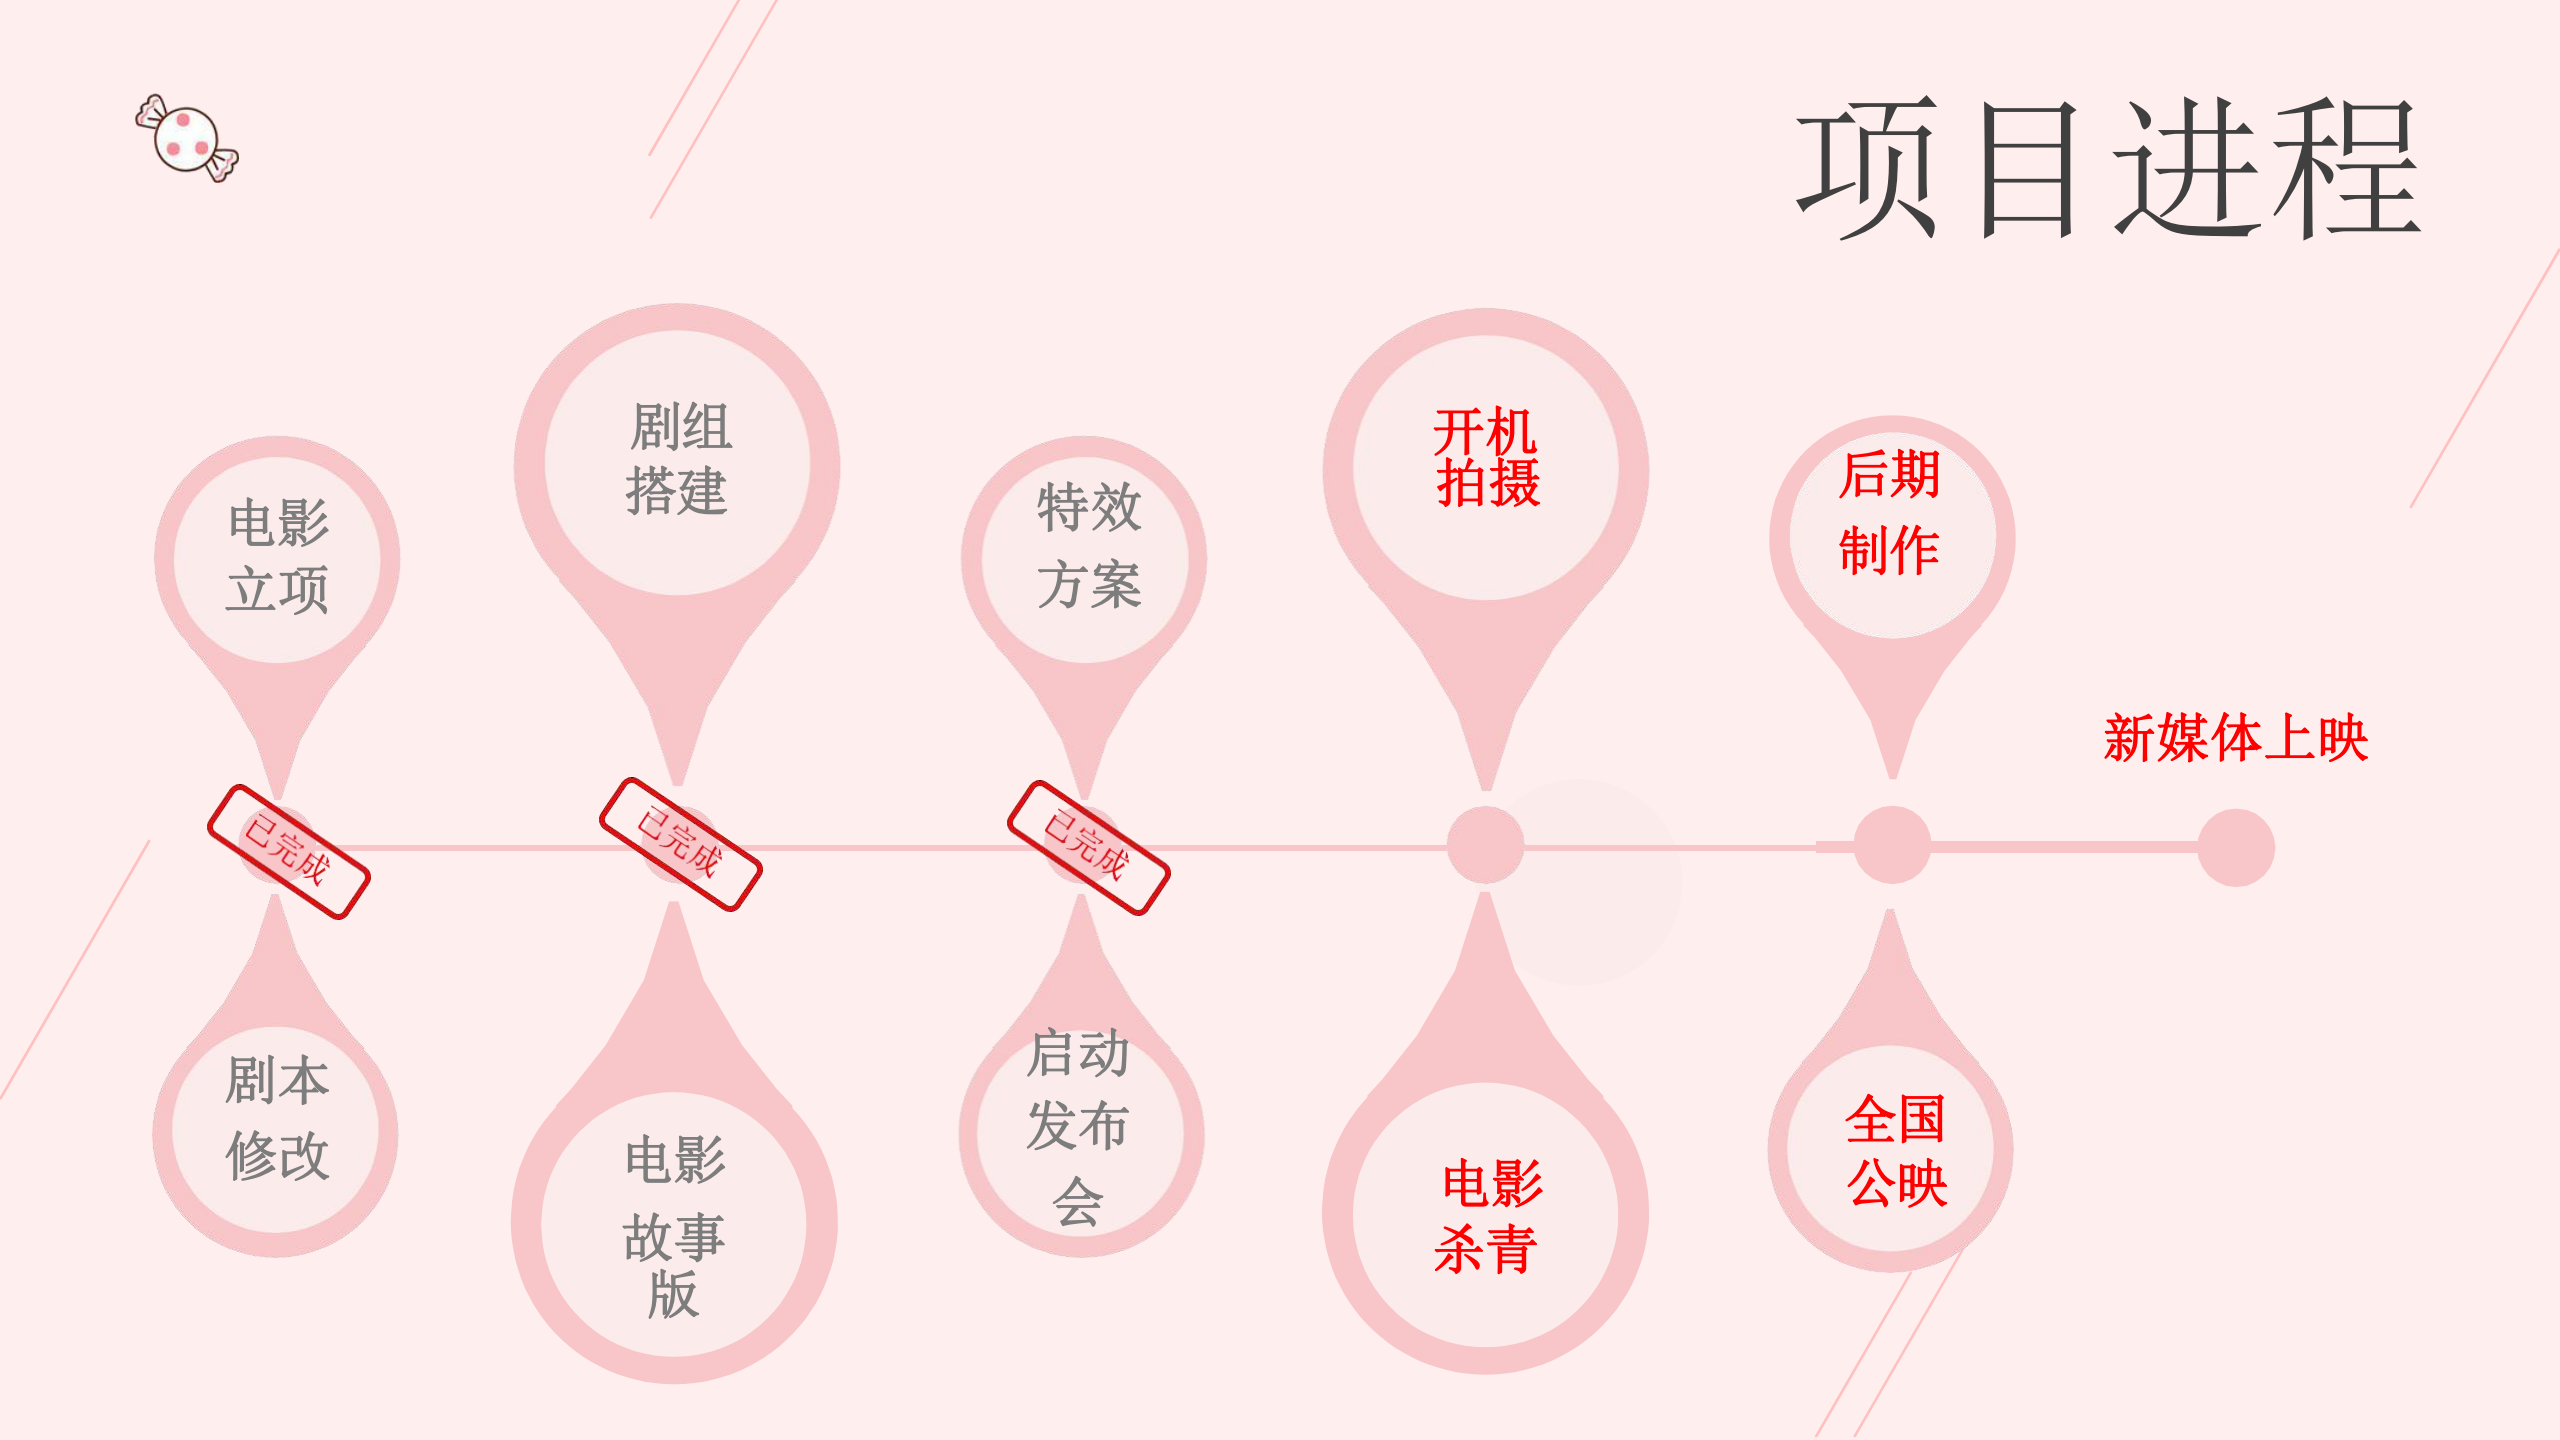 项目进程
电影
立项
剧组
搭建
特效
方案
开机
拍摄
后期
制作
新媒体上映
已完成
已完成
已完成
剧本
修改
电影
故事
版
启动
发布
会
电影
杀青
全国
公映